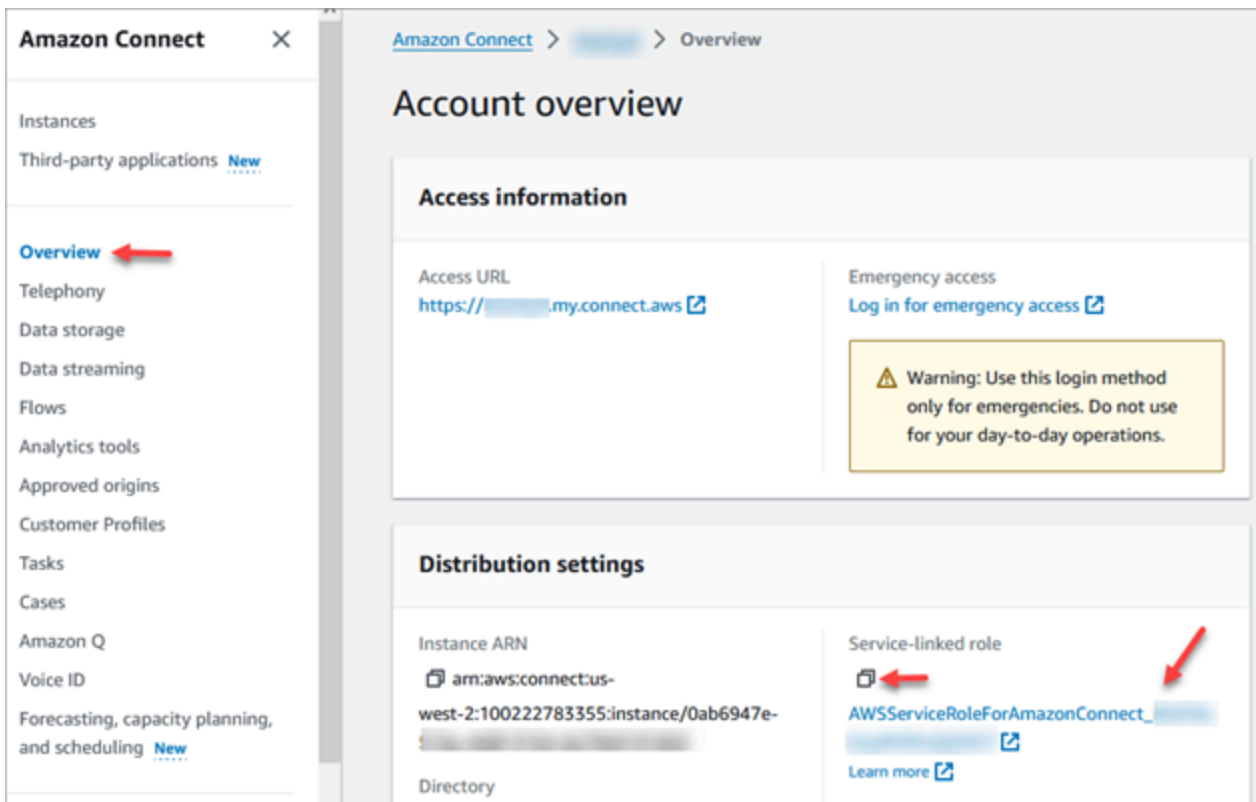 Amazon Connect
Instances
Third-party applications New
Overview
Telephony
Data storage
Data streaming
Flows
Analytics tools
Approved origins
Customer Profiles
Tasks
Cases
Amazon Q
Voice ID
Forecasting, capacity planning,
and scheduling New
Amazon Connect > > Overview
Account overview
Access information
Access URL
https:// .my.connect.aws
Emergency access
Log in for emergency access
Warning: Use this login method
only for emergencies. Do not use
for your day-to-day operations.
Distribution settings
Instance ARN
arn:aws:connect:us-
west-2:100222783355:instance/0ab6947e-
Directory
Service-linked role
AWSServiceRoleForAmazonConnect_
Learn more